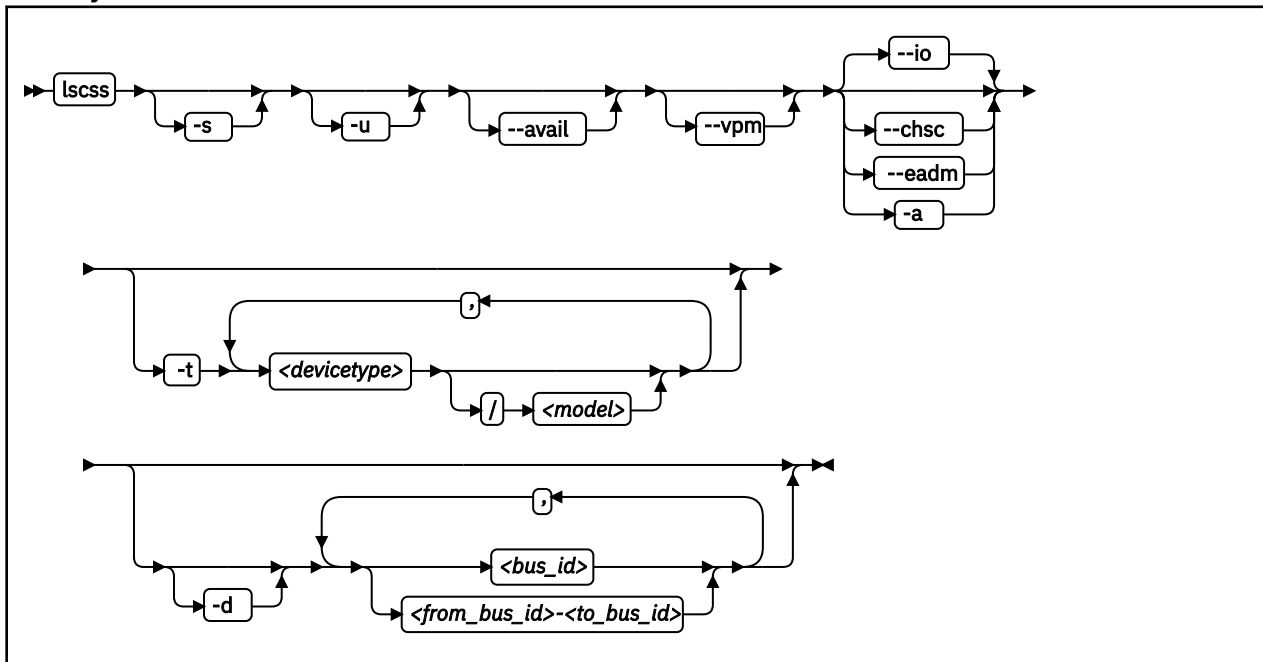 --io
lscss
-s
-u
--avail
--vpm
--chsc
--eadm
-a
,
-t
<devicetype>
/
<model>
,
<bus_id>
-d
<from_bus_id>-<to_bus_id>